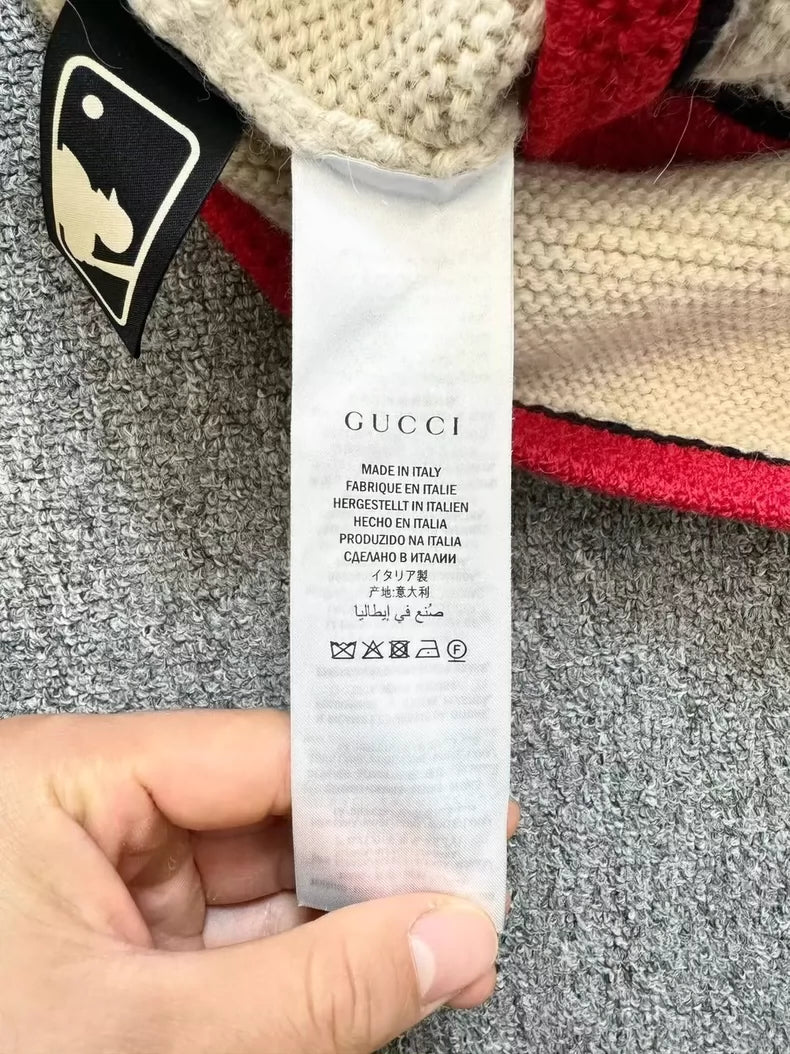 GUCCI
MADE IN ITALY
FABRIQUE EN ITALIE
HERGESTELLT IN ITALIEN
HECHO EN ITALIA
PRODUZIDO NA ITALIA
СДЕЛАНО В ИТАЛИИ
イタリア製
产地:意大利
صُنع في إيطاليا
F